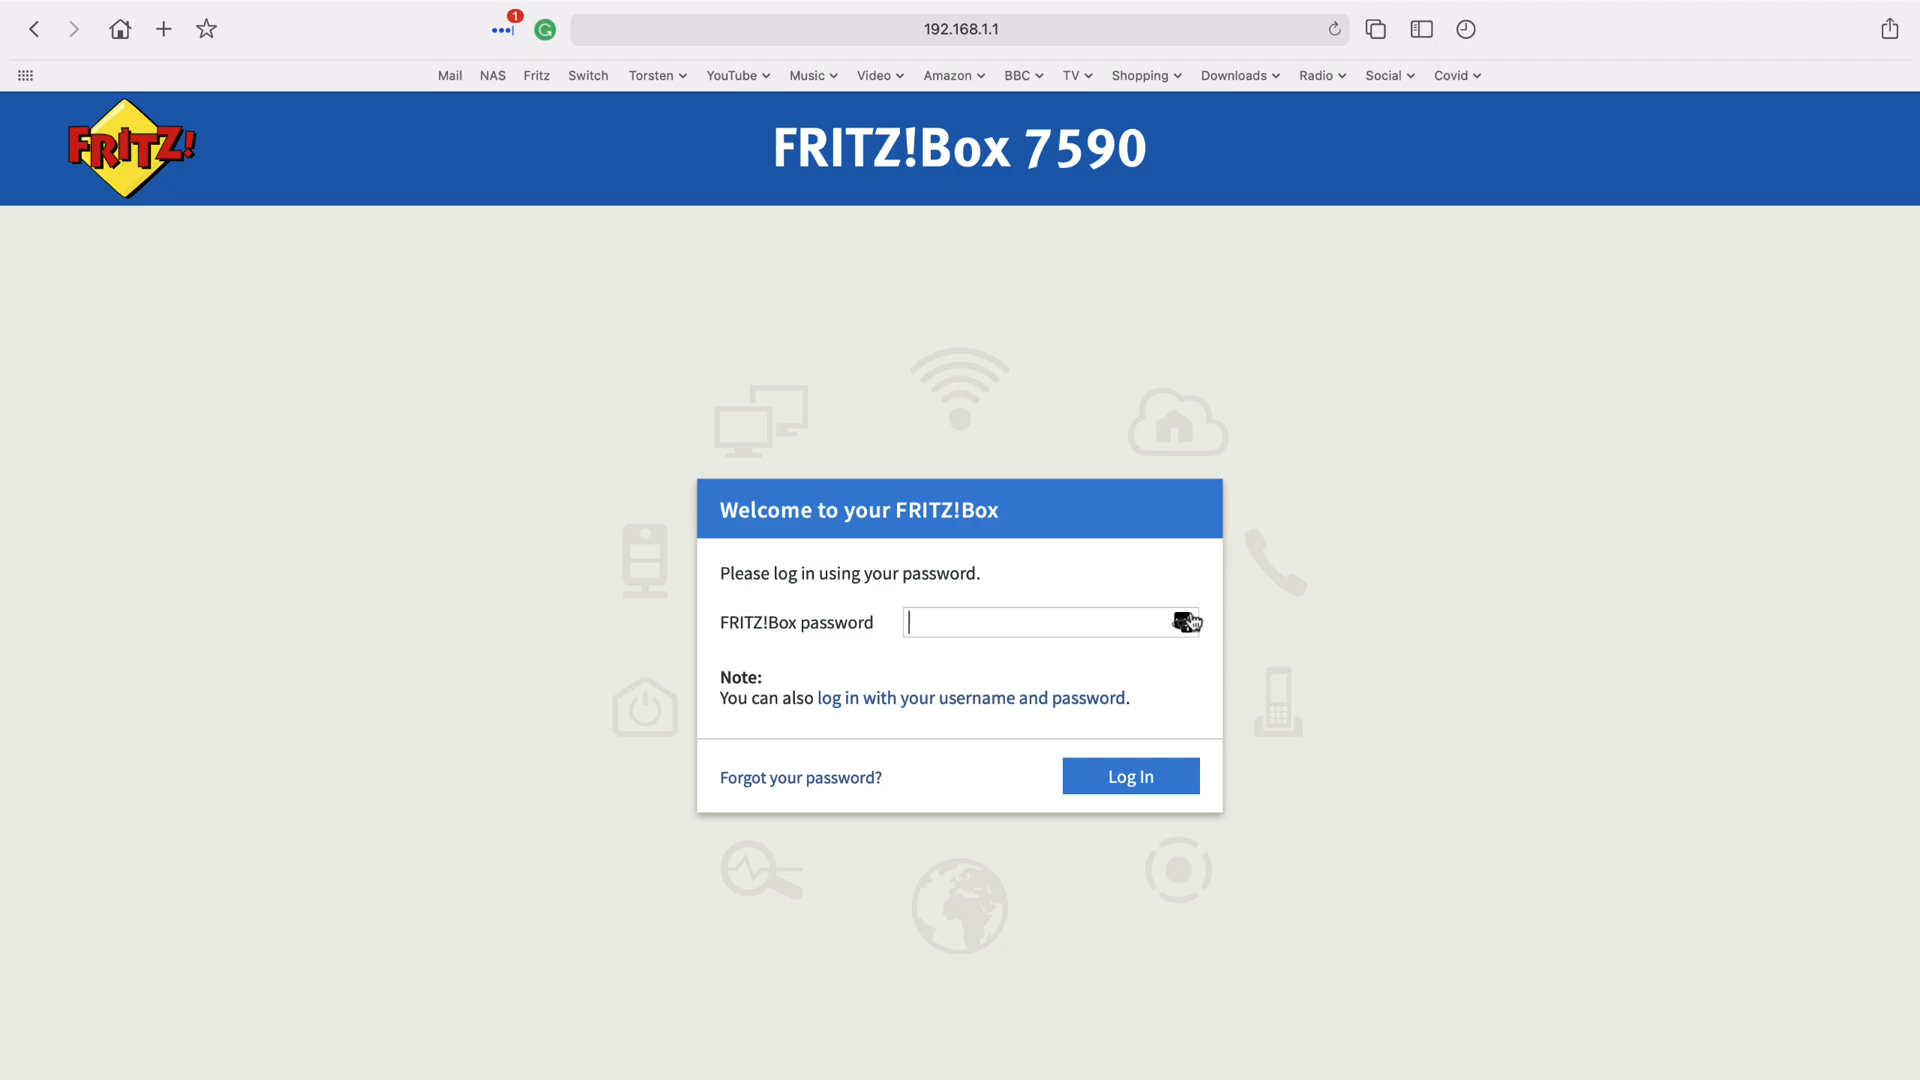 1
192.168.1.1
Mail NAS Fritz Switch Torsten YouTube Music Video Amazon BBC TV Shopping Downloads Radio Social Covid
FRITZ!
FRITZ!Box 7590
Welcome to your FRITZ!Box
Please log in using your password.
FRITZ!Box password
Note:
You can also log in with your username and password.
Forgot your password?
Log In